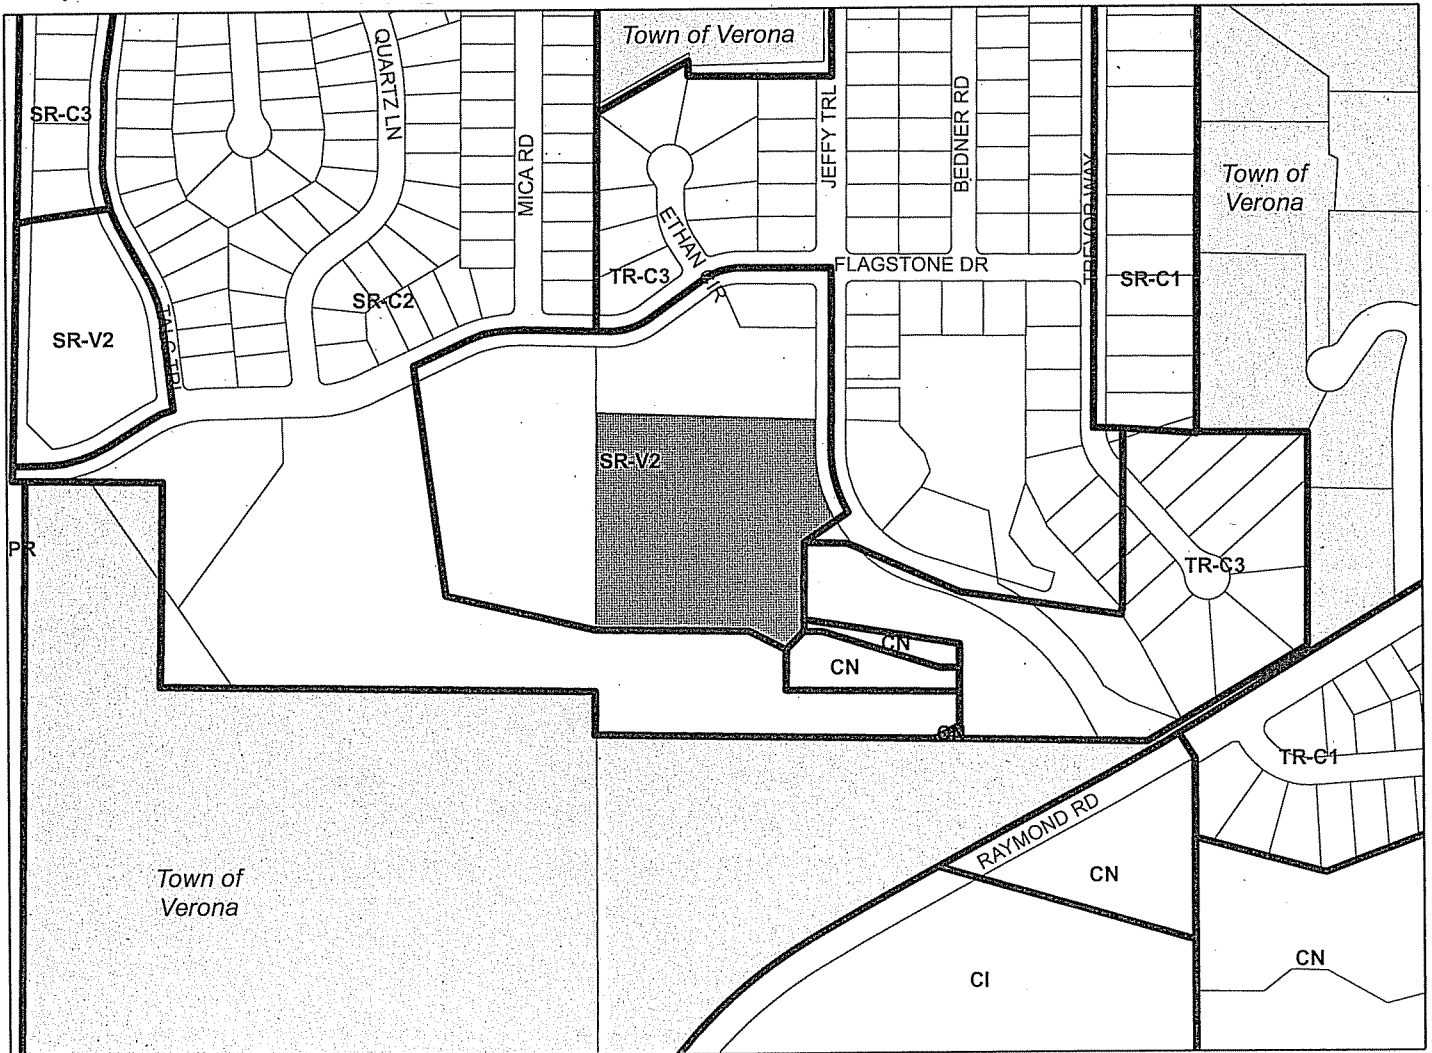 Town of Verona
QUARTZ LN
SR-C3
JEFFY TRL
BEDNER RD
MICA RD
Town of
Verona
TREVOR WAY
ETHAN CIR
FLAGSTONE DR
TR-C3
SR-C1
SR-C2
SR-V2
TALC TRL
SR-V2
PR
TR-C3
CN
CN
CN
TR-C1
RAYMOND RD
Town of
Verona
CN
CN
CI